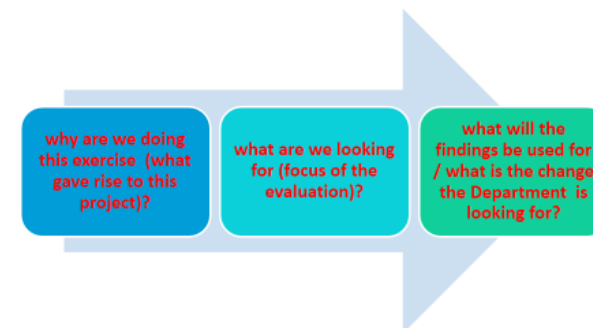 why are we doing
this exercise (what
gave rise to this
project)?
what are we looking
for (focus of the
evaluation)?
what will the
findings be used for
/ what is the change
the Department is
looking for?